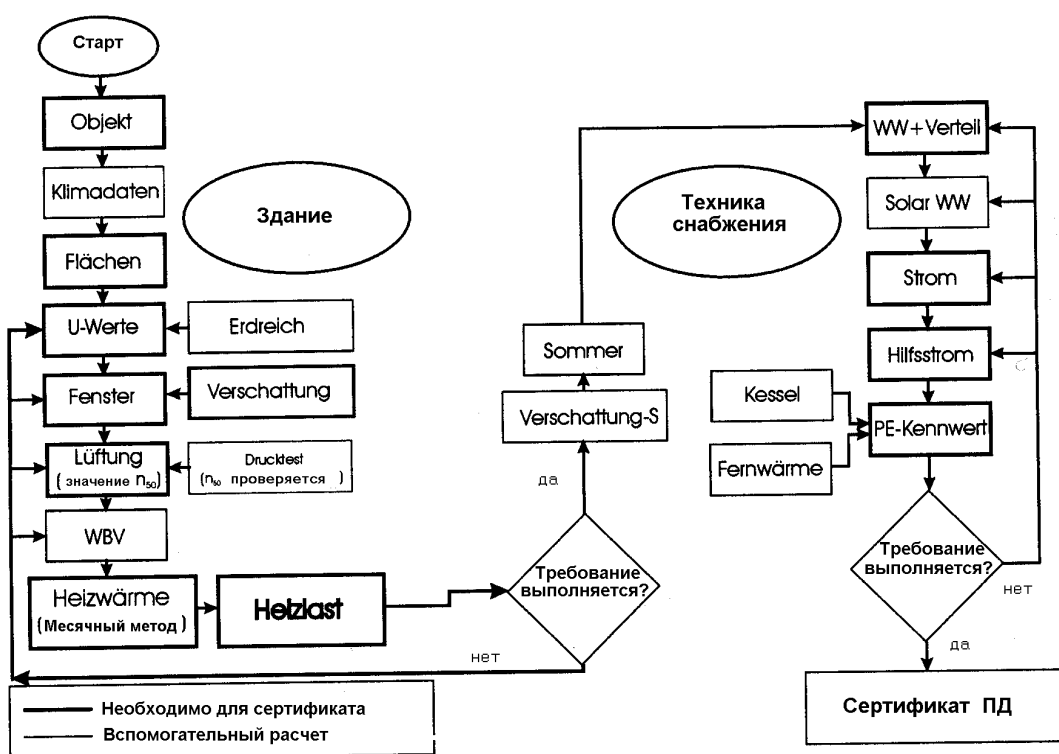 Старт
Objekt
Klimadaten
Flächen
U-Werte
Erdreich
Fenster
Verschattung
Lüftung
( значение n50)
Drucktest
(n50 проверяется )
WBV
Heizwärme
(Месячный метод)
Heizlast
Здание
Требование
выполняется?
да
нет
Verschattung-S
Sommer
Техника
снабжения
WW+Verteil
Solar WW
Strom
Hilfsstrom
Kessel
PE-Kennwert
Fernwärme
Требование
выполняется?
нет
да
Сертификат ПД
Необходимо для сертификата
Вспомогательный расчет